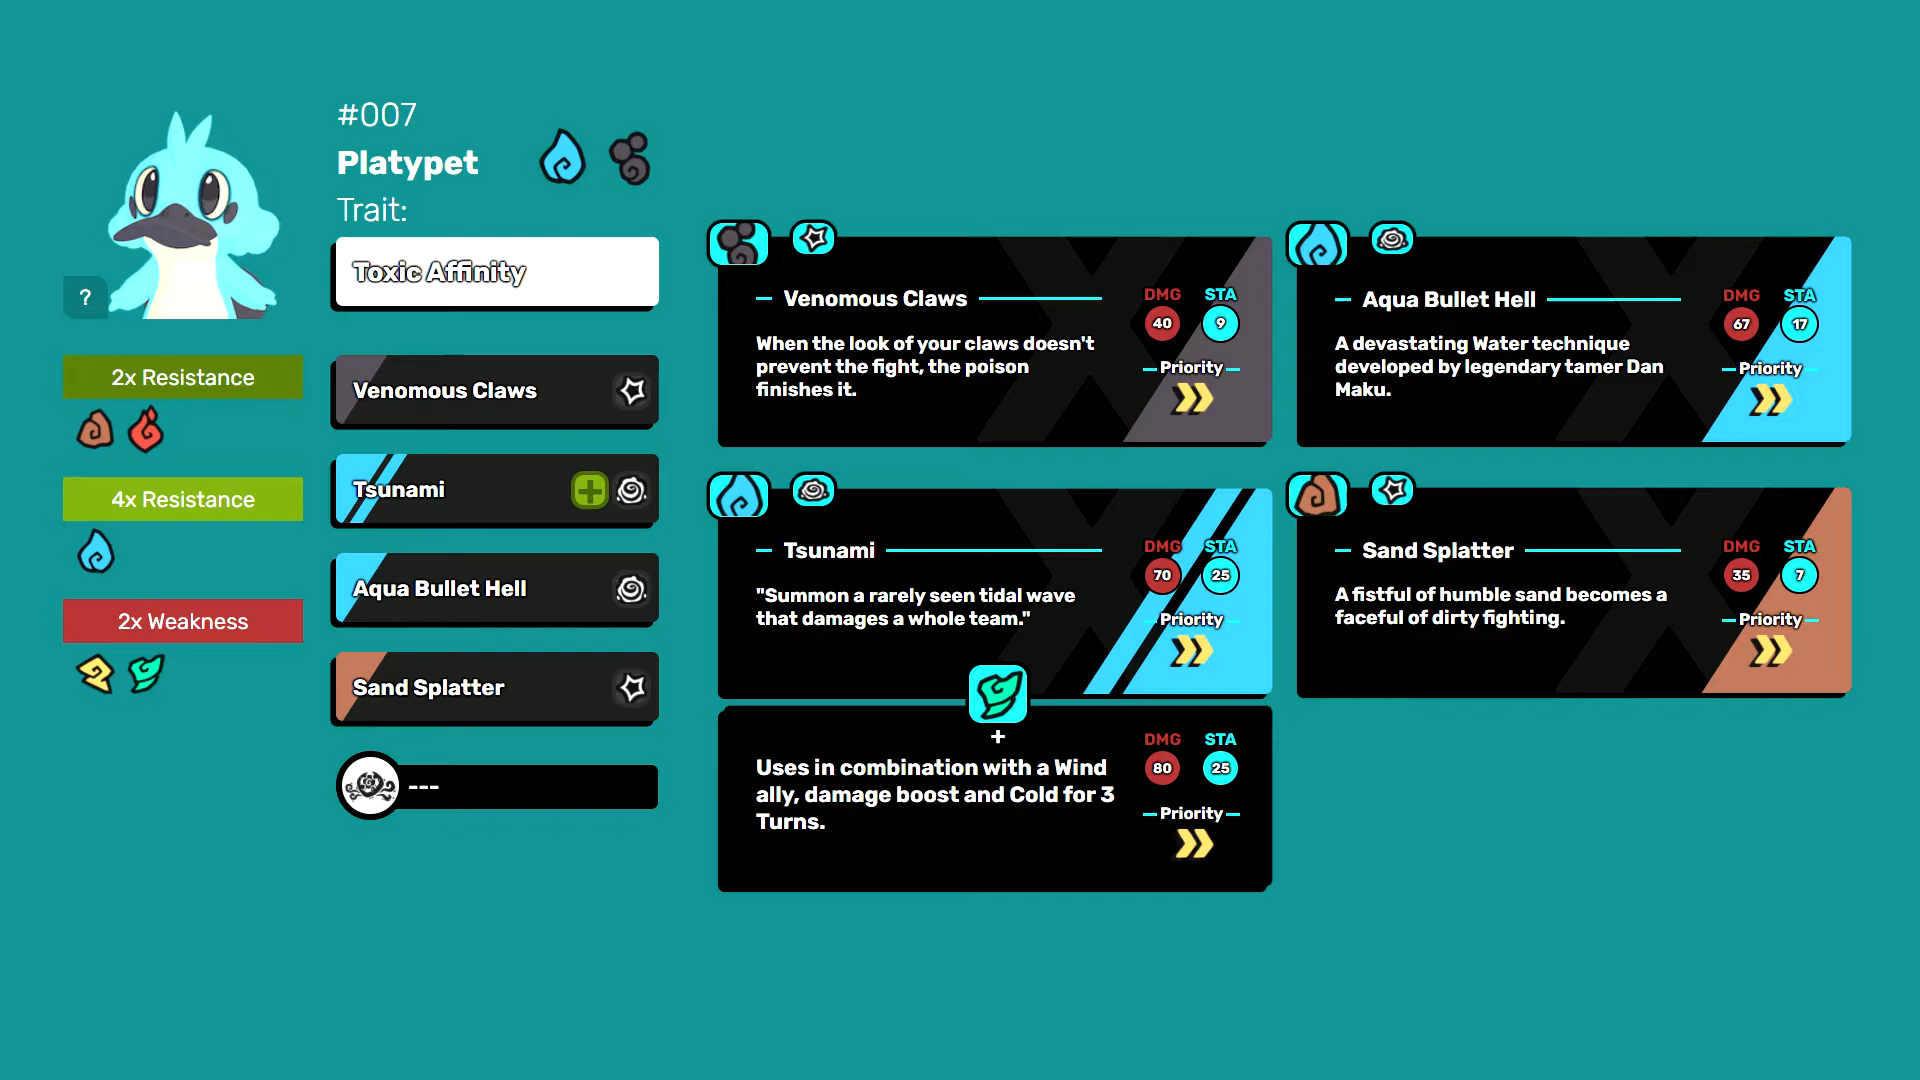 #007
Platypet
Trait:
Toxic Affinity
?
2x Resistance
4x Resistance
2x Weakness
Venomous Claws
Tsunami
Aqua Bullet Hell
Sand Splatter
---
Venomous Claws
DMG
STA
40
9
When the look of your claws doesn't
prevent the fight, the poison
finishes it.
Priority
Aqua Bullet Hell
DMG
STA
67
17
A devastating Water technique
developed by legendary tamer Dan
Maku.
Priority
Tsunami
DMG
STA
70
25
"Summon a rarely seen tidal wave
that damages a whole team."
Priority
+
Uses in combination with a Wind
ally, damage boost and Cold for 3
Turns.
DMG
STA
80
25
Priority
Sand Splatter
DMG
STA
35
7
A fistful of humble sand becomes a
faceful of dirty fighting.
Priority